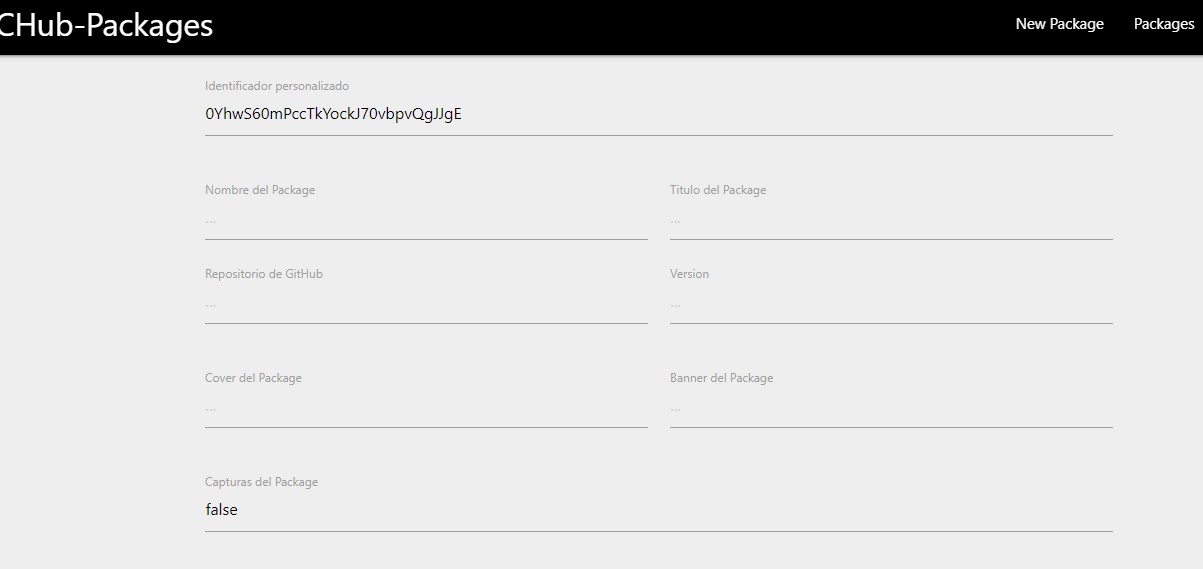 CHub-Packages
New Package Packages
Identificador personalizado
0YhwS60mPccTkYockJ70vbpvQgJJgE
Nombre del Package Titulo del Package
... ...
Repositorio de GitHub Version
... ...
Cover del Package Banner del Package
... ...
Capturas del Package
false